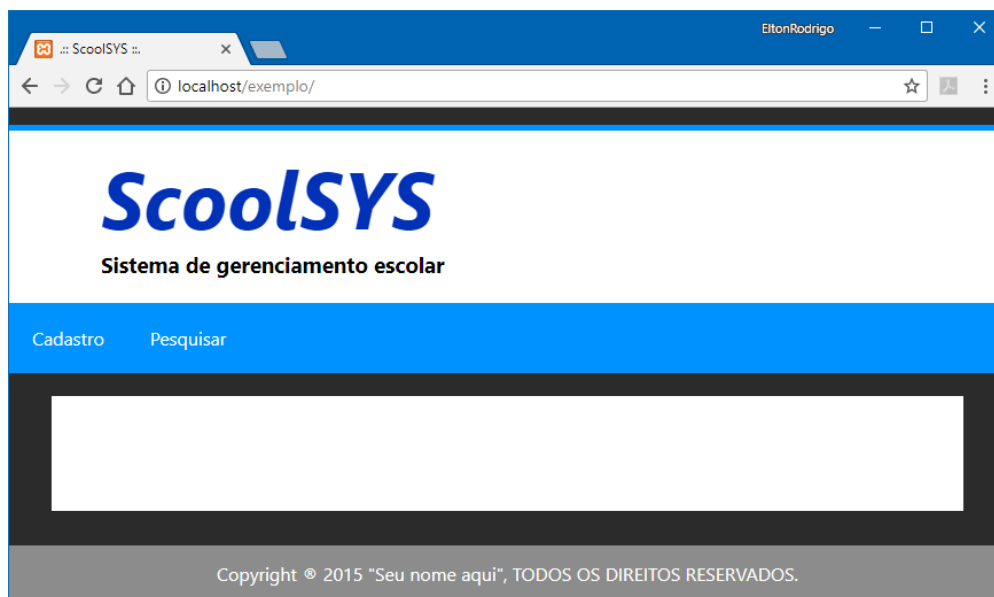 EltonRodrigo
.:: ScoolSYS ::.
localhost/exemplo/
ScoolSYS
Sistema de gerenciamento escolar
Cadastro Pesquisar
Copyright ® 2015 "Seu nome aqui", TODOS OS DIREITOS RESERVADOS.